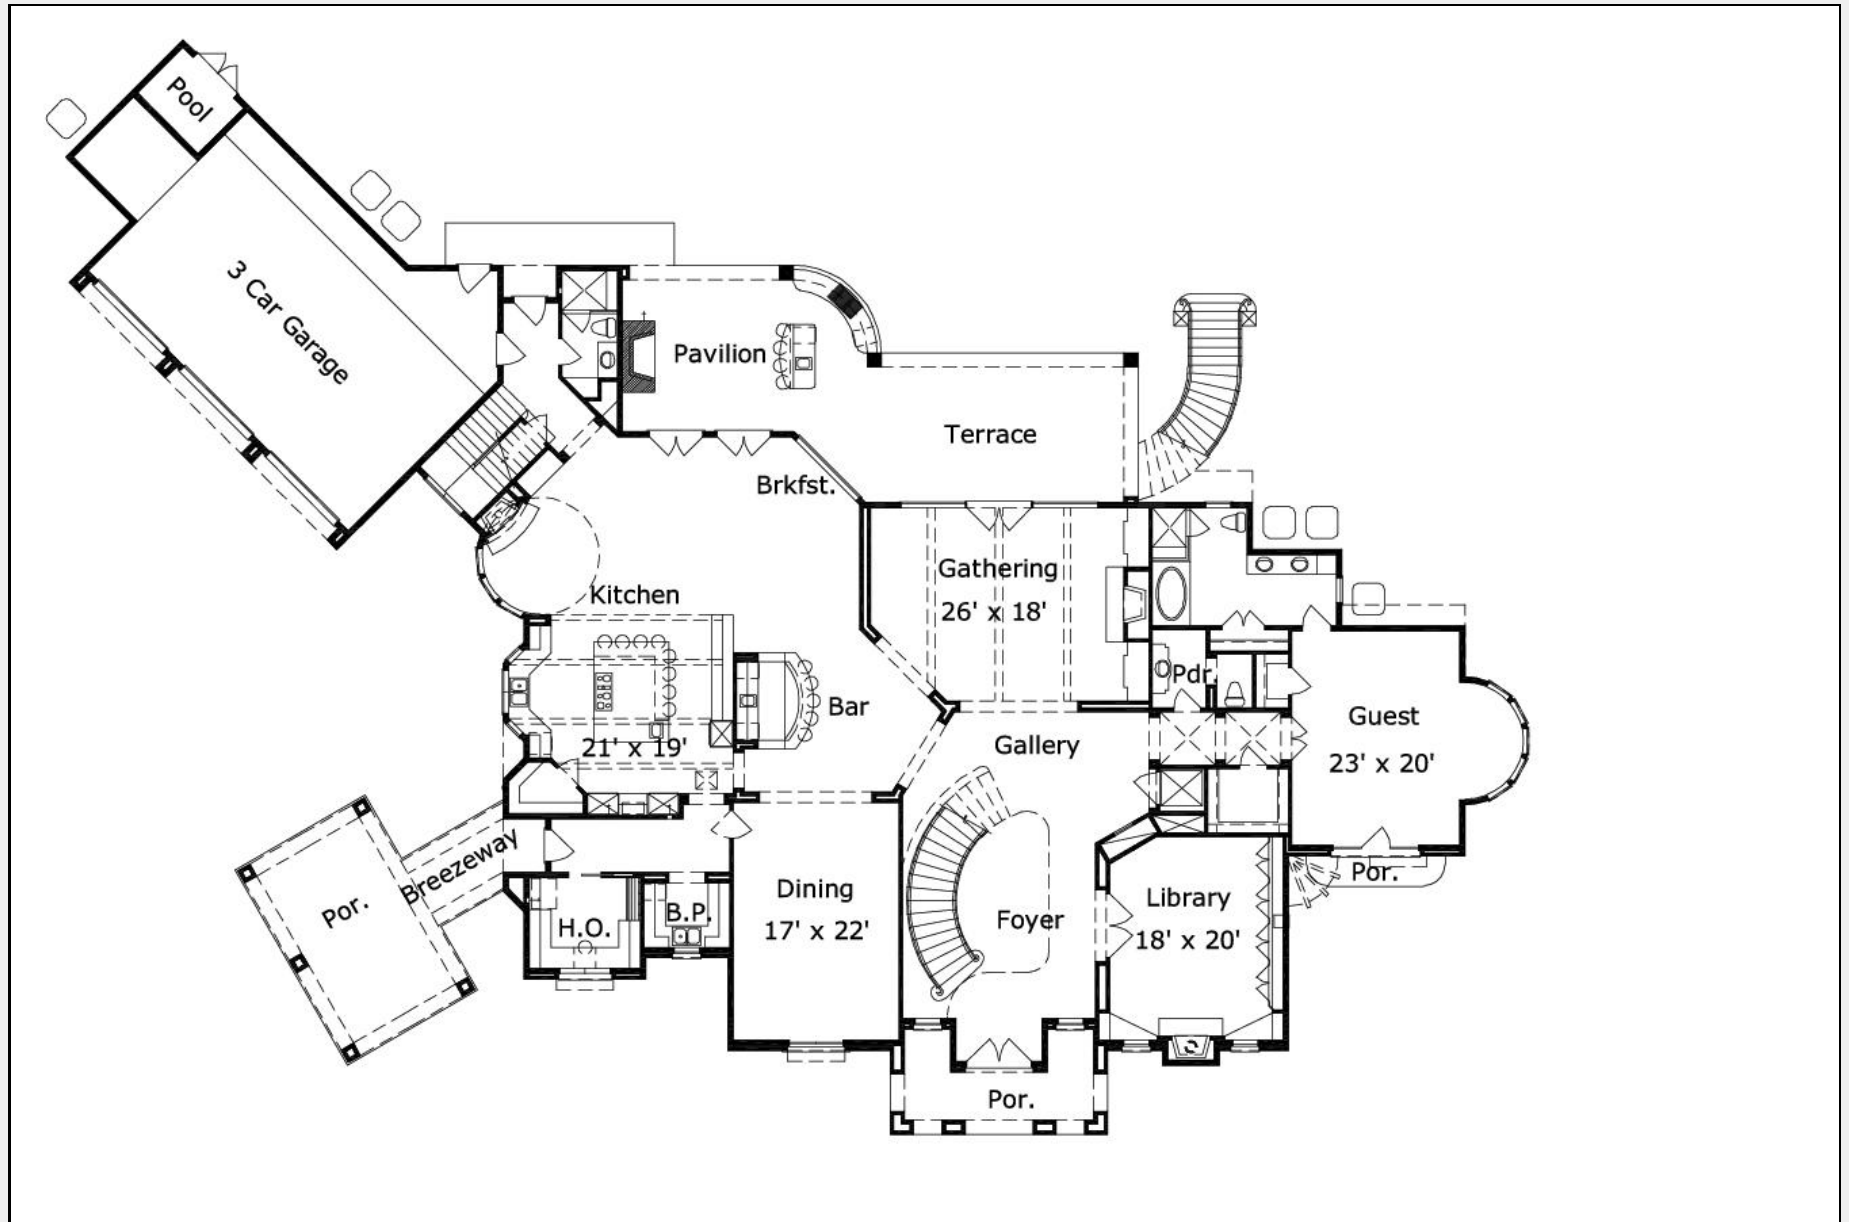 Pool
3 Car Garage
Pavilion
Terrace
Brkfst.
Gathering
26' x 18'
Kitchen
21' x 19'
Bar
Pdr.
Gallery
Guest
23' x 20'
Breezeway
Por.
H.O.
B.P.
Dining
17' x 22'
Foyer
Library
18' x 20'
Por.
Por.